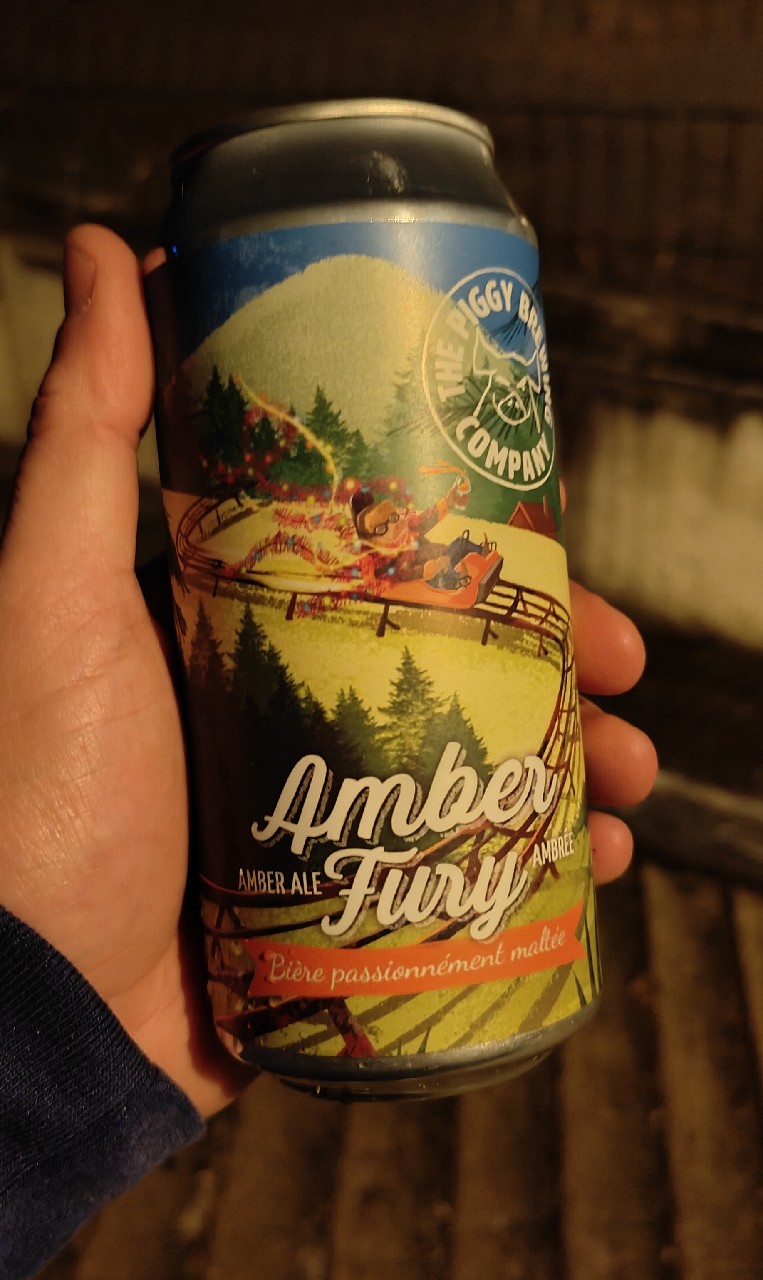 THE PIGGY BREWING
COMPANY
Amber
AMBER ALE
Fury
AMBRÉE
Bière passionnément maltée